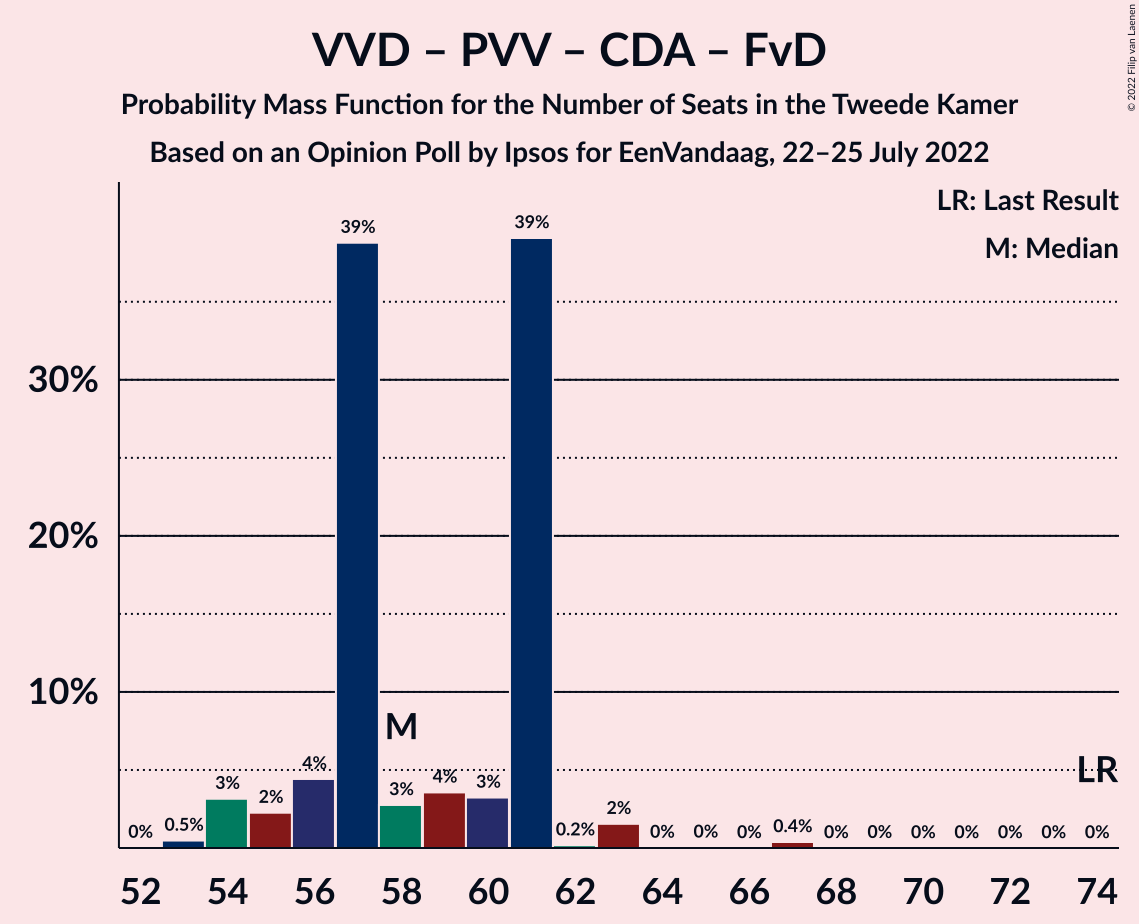 VVD – PVV – CDA – FvD
Probability Mass Function for the Number of Seats in the Tweede Kamer
Based on an Opinion Poll by Ipsos for EenVandaag, 22–25 July 2022
© 2022 Filip van Laenen
LR: Last Result
M: Median
39% 39%
30%
20%
10%
M
LR
0% 0.5% 3% 2% 4% 3% 4% 3% 0.2% 2% 0% 0% 0% 0.4% 0% 0% 0% 0% 0% 0% 0%
52 54 56 58 60 62 64 66 68 70 72 74